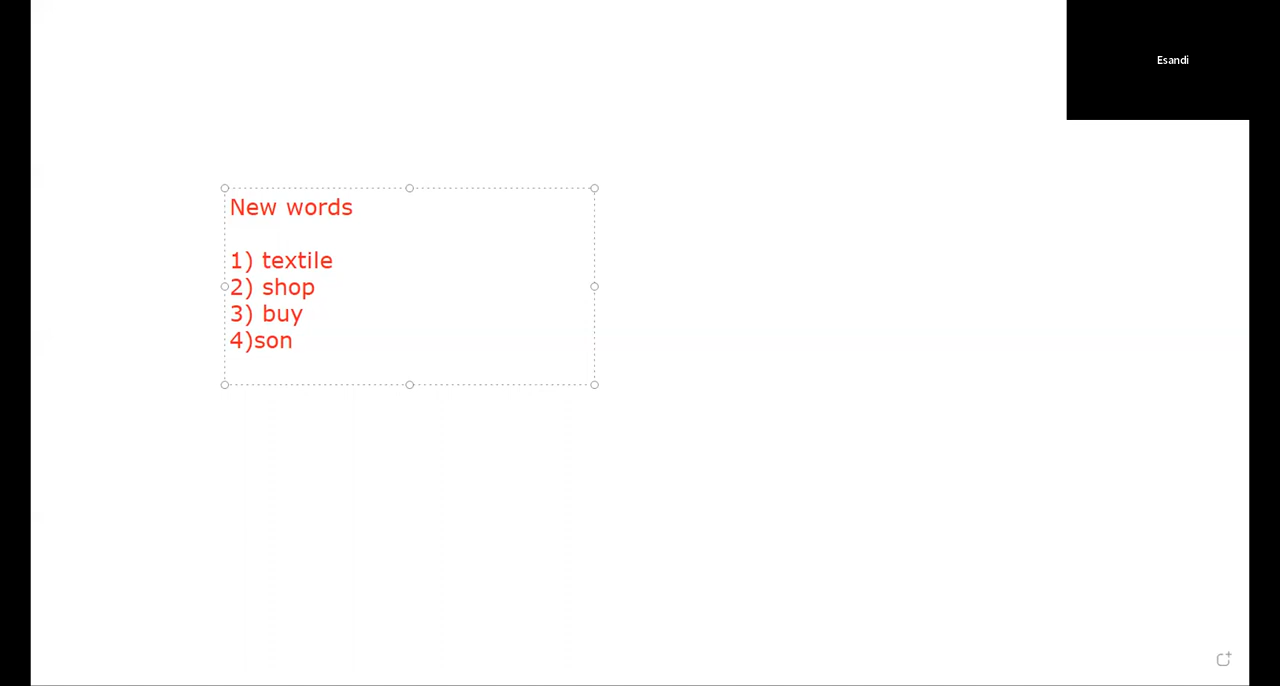 Esandi
New words
1) textile
2) shop
3) buy
4)son